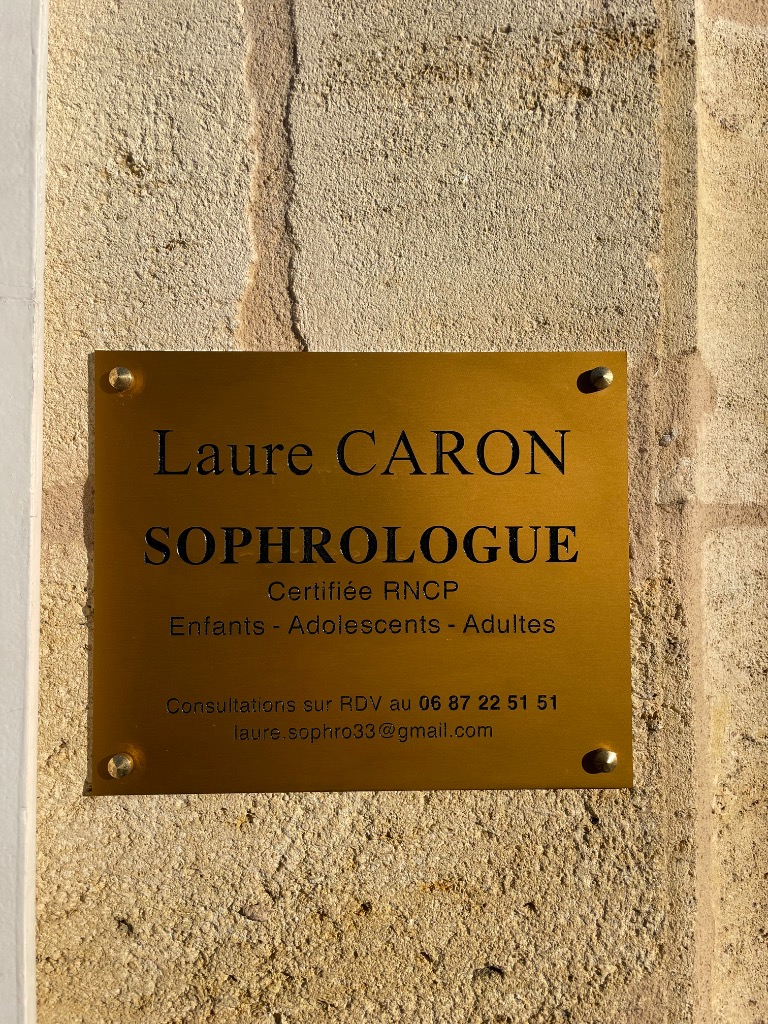 Laure CARON
SOPHROLOGUE
Certifiée RNCP
Enfants - Adolescents - Adultes
Consultations sur RDV au 06 87 22 51 51
laure.sophro33@gmail.com